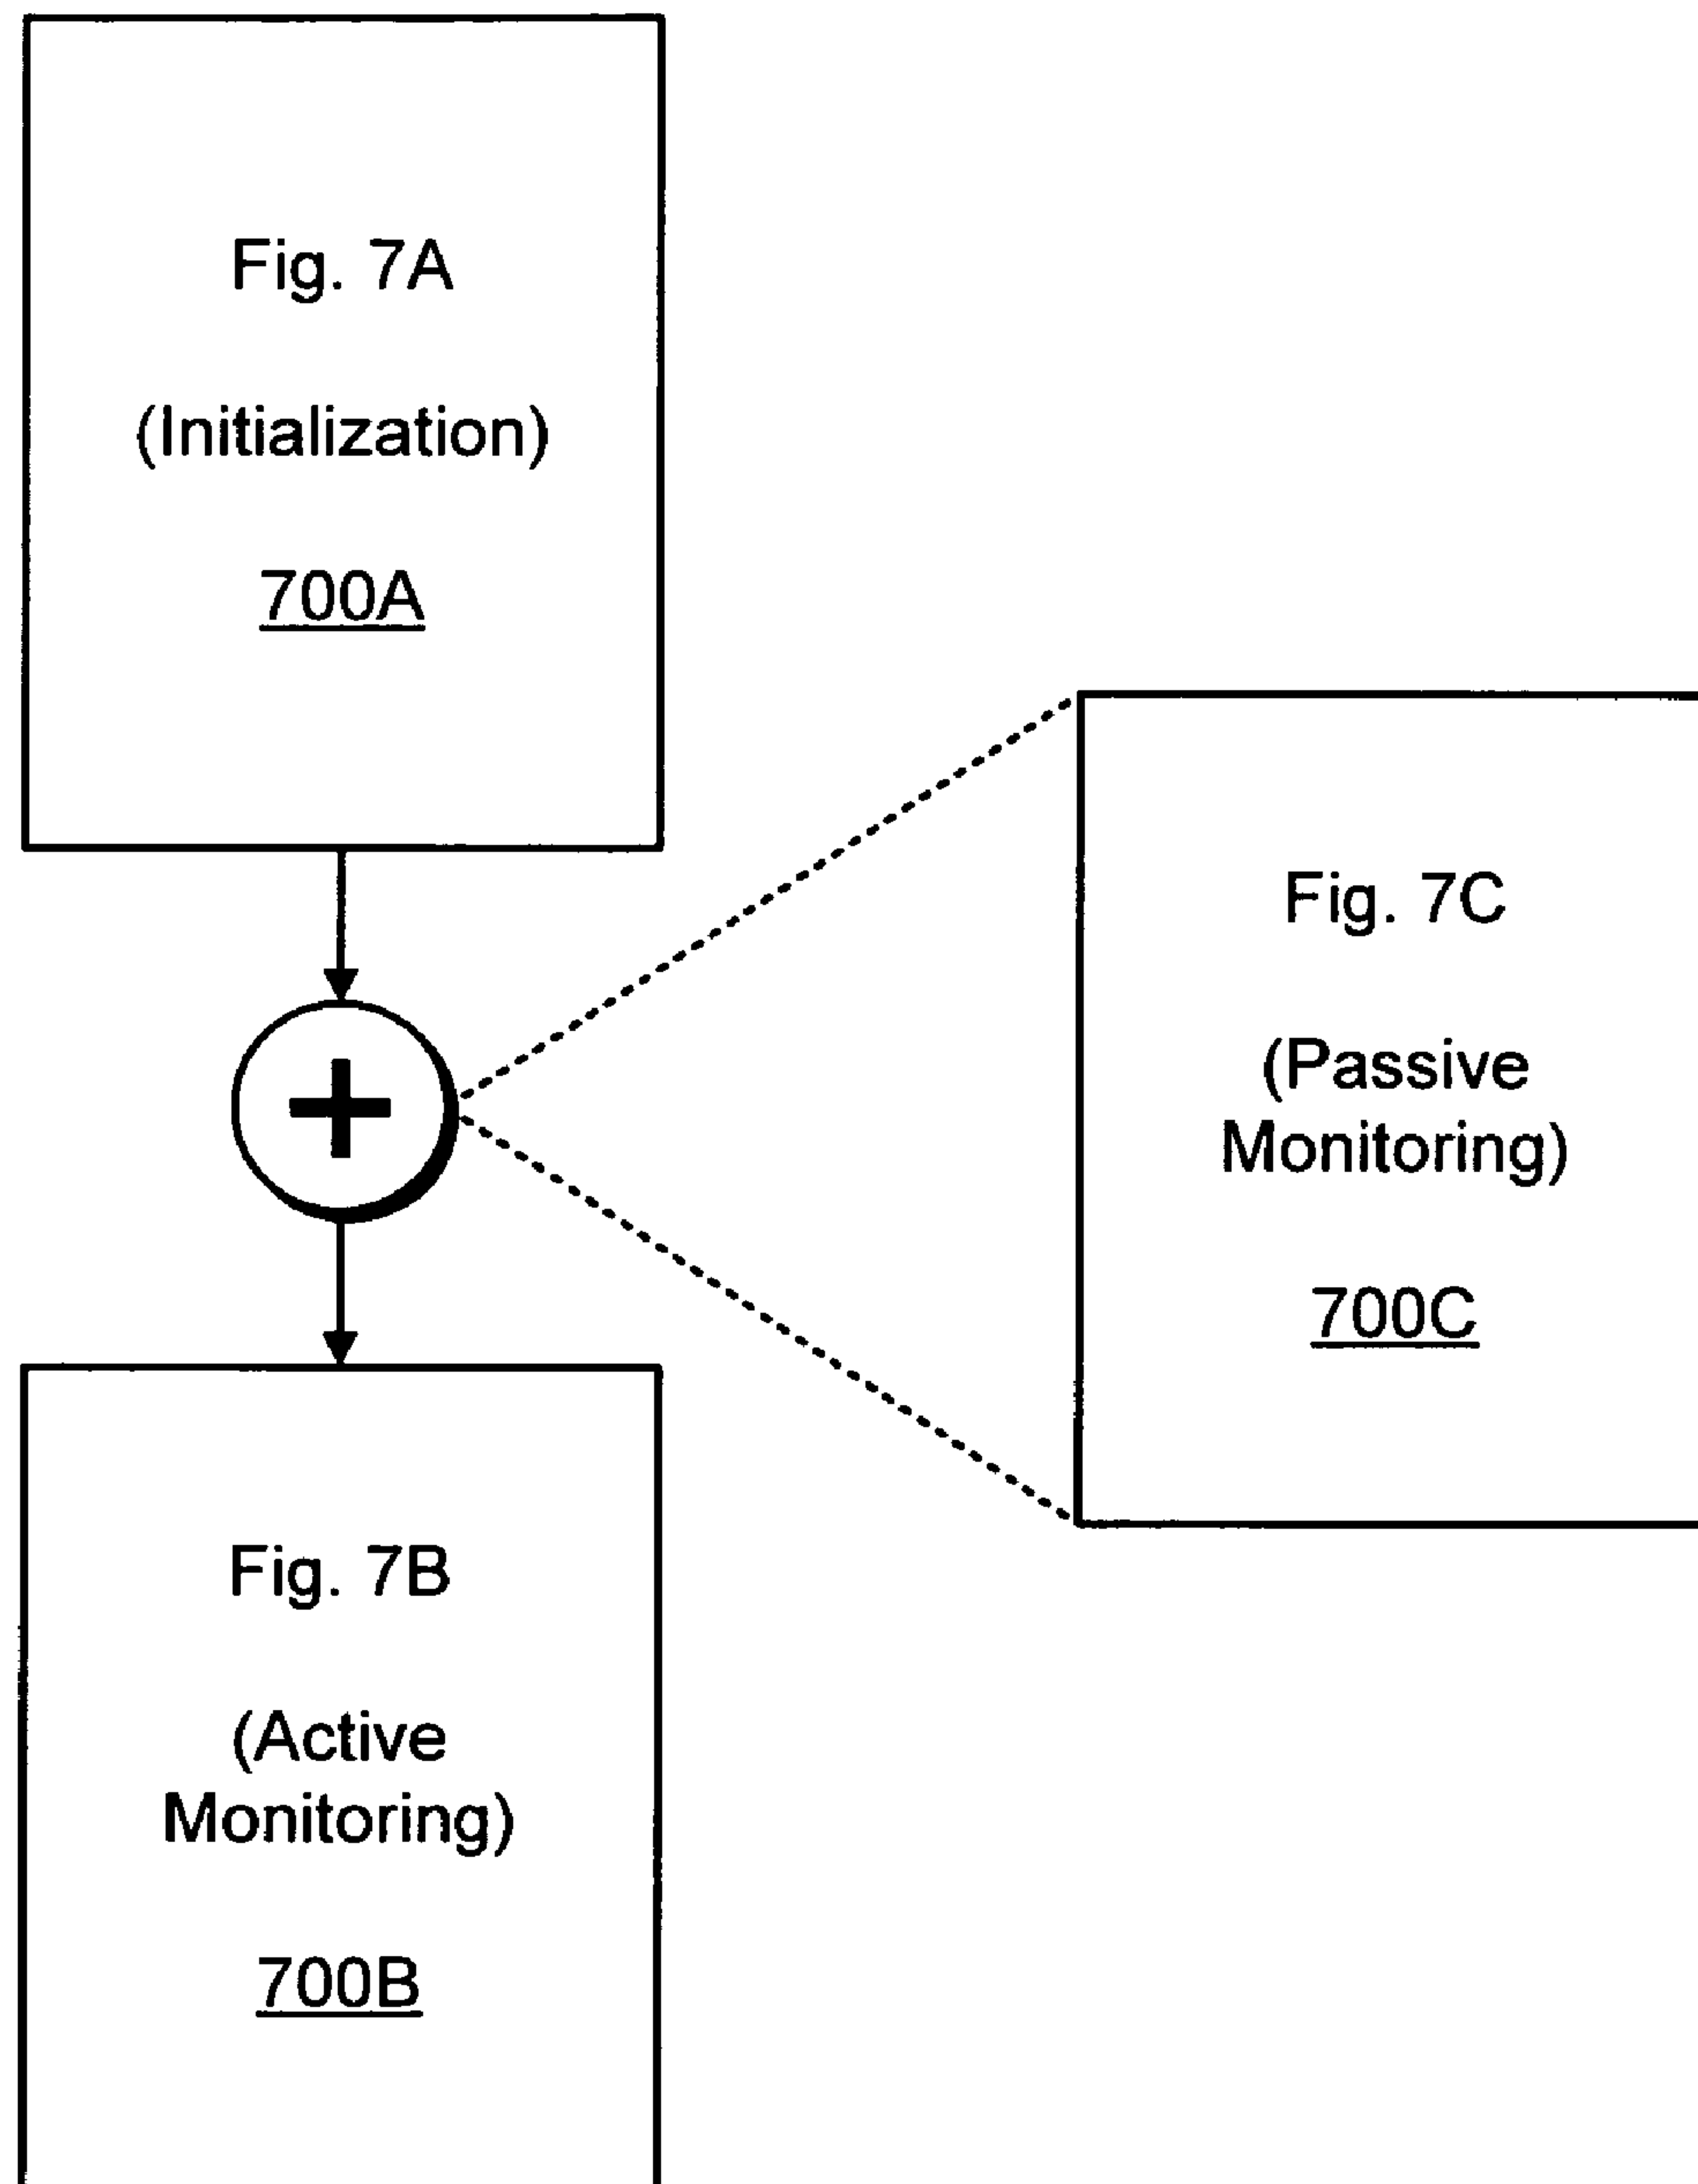 Fig. 7A
(Initialization)
700A
Fig. 7C
(Passive
Monitoring)
700C
Fig. 7B
(Active
Monitoring)
700B